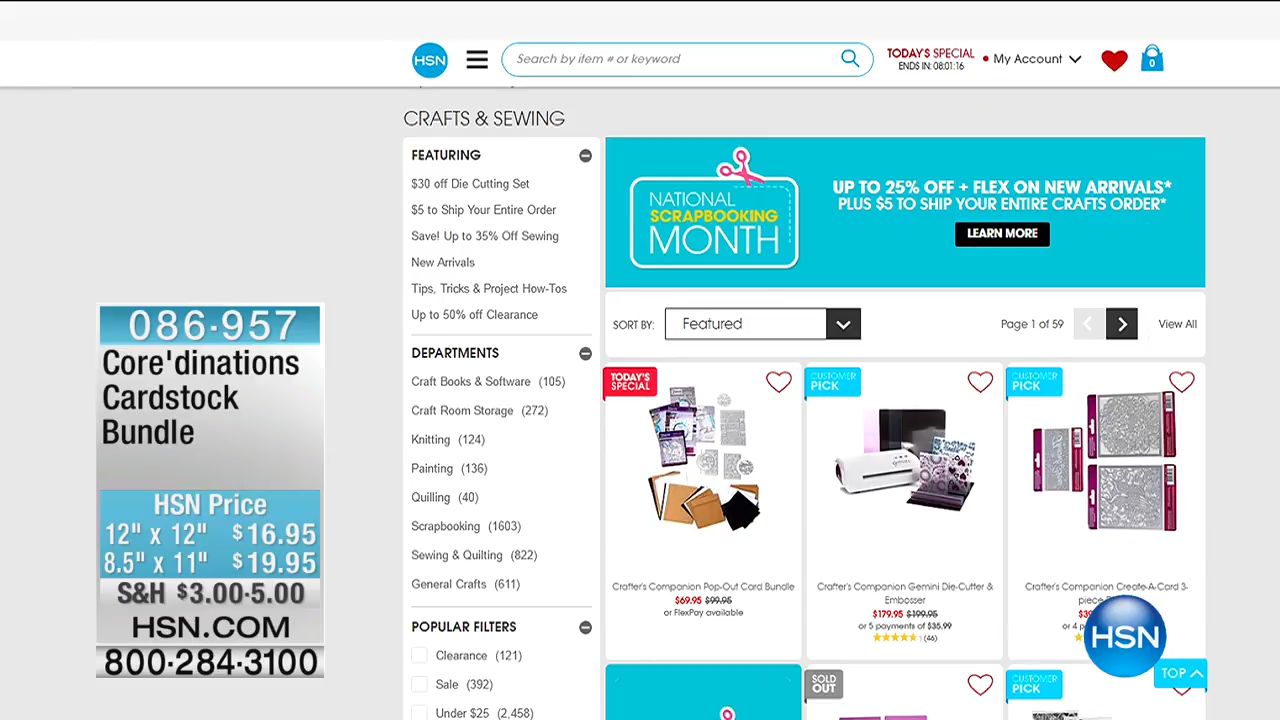 HSN
Search by item # or keyword
TODAY'S SPECIAL
ENDS IN: 08:01:16
My Account
0
CRAFTS & SEWING
FEATURING
$30 off Die Cutting Set
$5 to Ship Your Entire Order
Save! Up to 35% Off Sewing
New Arrivals
Tips, Tricks & Project How-Tos
Up to 50% off Clearance
DEPARTMENTS
Craft Books & Software (105)
Craft Room Storage (272)
Knitting (124)
Painting (136)
Quilling (40)
Scrapbooking (1603)
Sewing & Quilting (822)
General Crafts (611)
POPULAR FILTERS
Clearance (121)
Sale (392)
Under $25 (2,458)
NATIONAL
SCRAPBOOKING
MONTH
UP TO 25% OFF + FLEX ON NEW ARRIVALS*
PLUS $5 TO SHIP YOUR ENTIRE CRAFTS ORDER*
LEARN MORE
SORT BY: Featured
Page 1 of 59
View All
TODAY'S
SPECIAL
Crafter's Companion Pop-Out Card Bundle
$69.95 $99.95
or FlexPay available
CUSTOMER
PICK
Crafter's Companion Gemini Die-Cutter &
Embosser
$179.95 $199.95
or 5 payments of $35.99
(46)
CUSTOMER
PICK
Crafter's Companion Create-A-Card 3-
or 4
SOLD
OUT
CUSTOMER
PICK
HSN
TOP
086-957
Core'dinations
Cardstock
Bundle
HSN Price
12" x 12" $16.95
8.5" x 11" $19.95
S&H $3.00-5.00
HSN.COM
800-284-3100